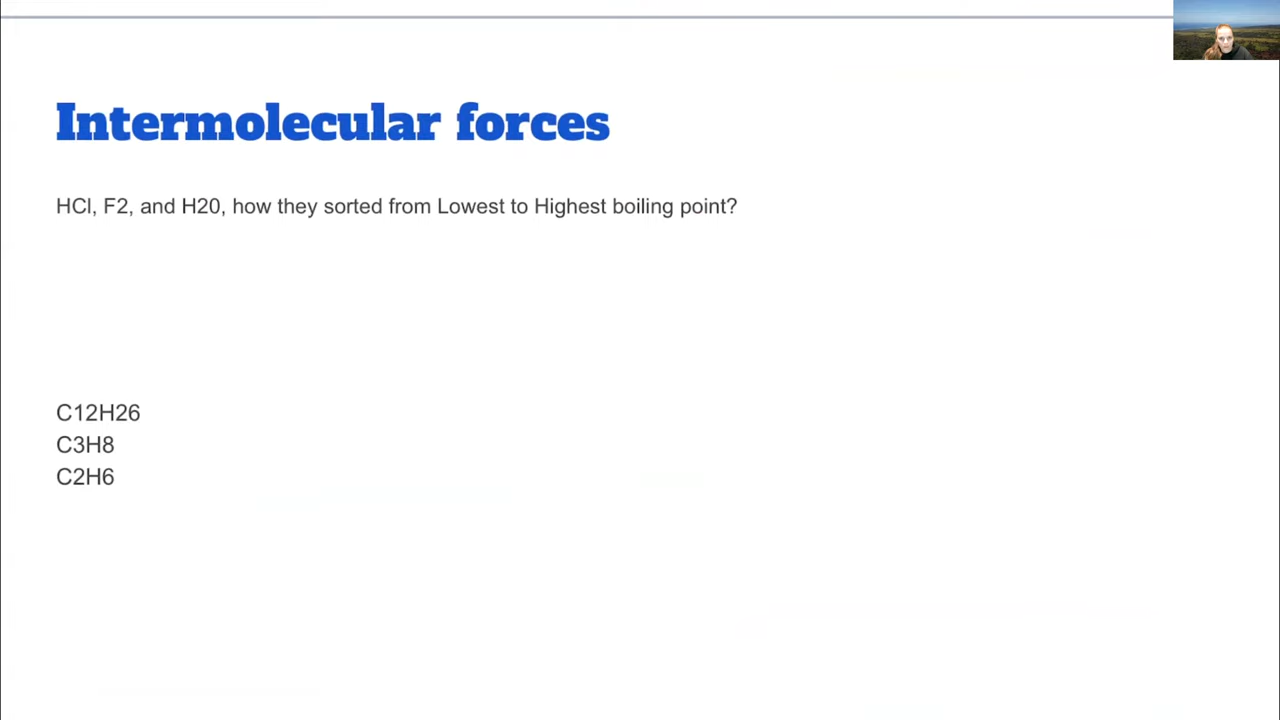 Intermolecular forces
HCl, F2, and H20, how they sorted from Lowest to Highest boiling point?
C12H26
C3H8
C2H6